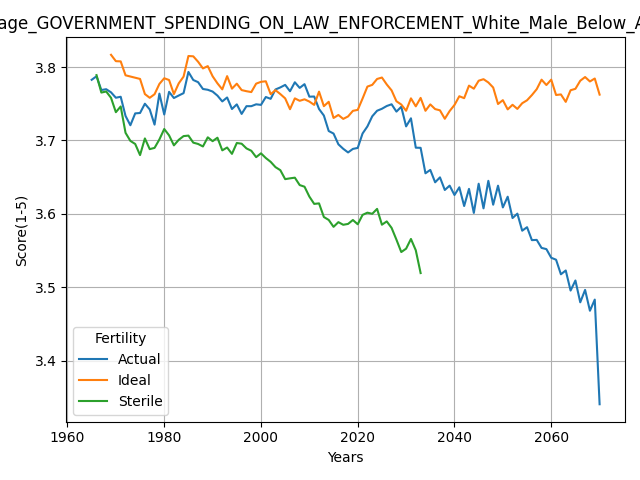 age_GOVERNMENT_SPENDING_ON_LAW_ENFORCEMENT_White_Male_Below_A
3.8
3.7
3.6
3.5
3.4
Score(1-5)
Fertility
Actual
Ideal
Sterile
1960 1980 2000 2020 2040 2060
Years